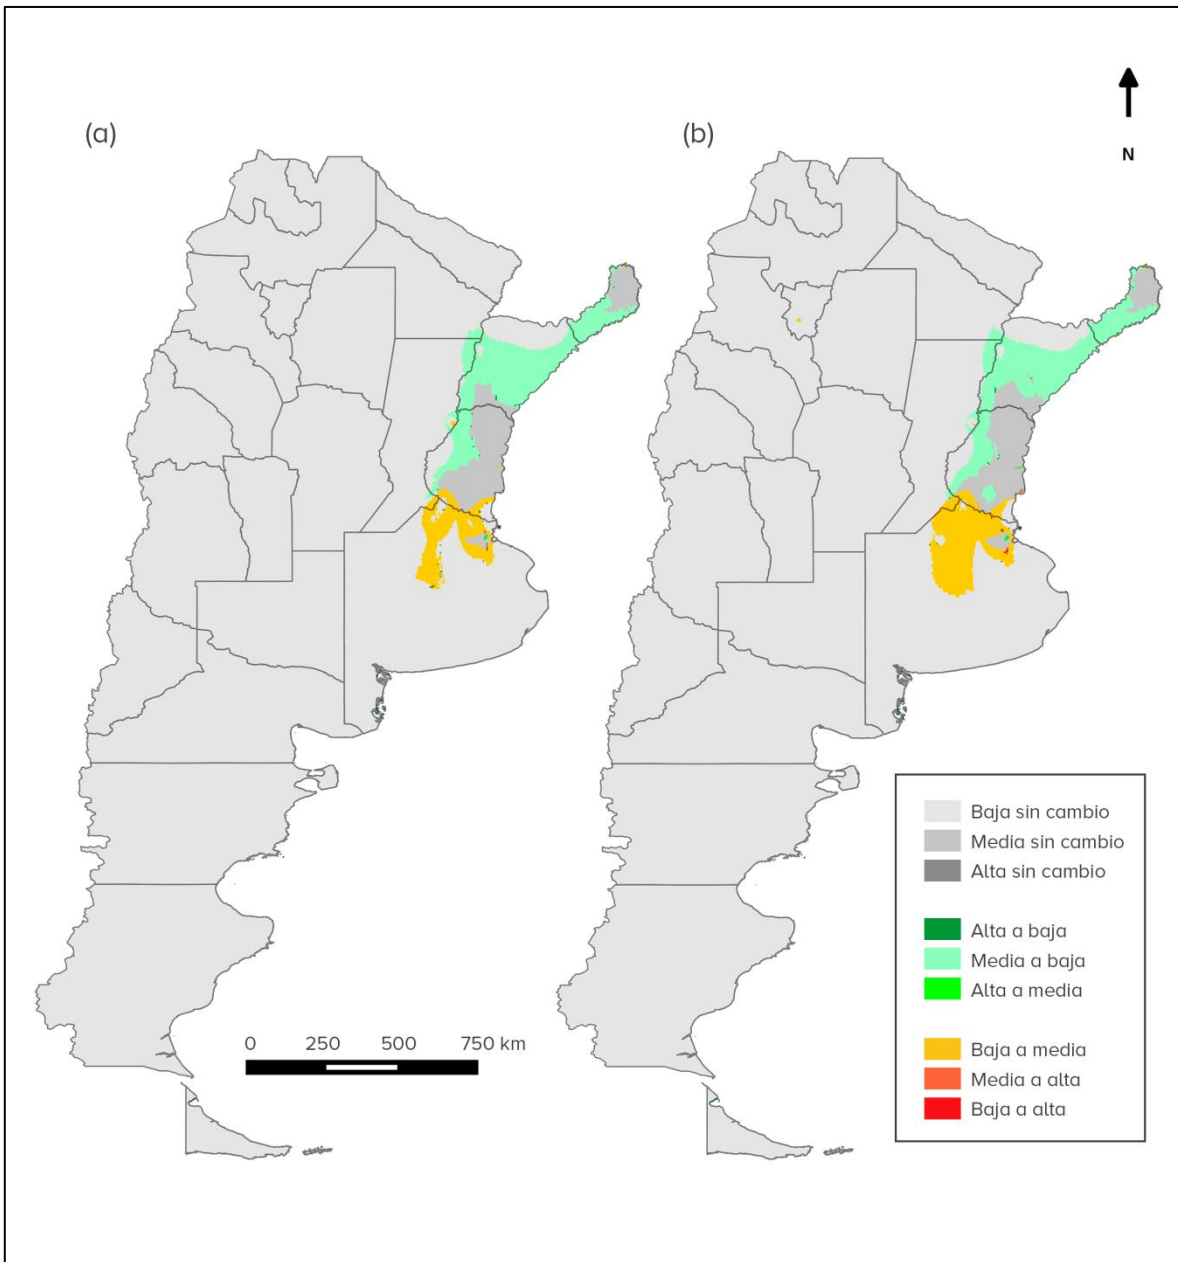 (a)
(b)
N
Baja sin cambio
Media sin cambio
Alta sin cambio
Alta a baja
Media a baja
Alta a media
Baja a media
Media a alta
Baja a alta
0 250 500 750 km